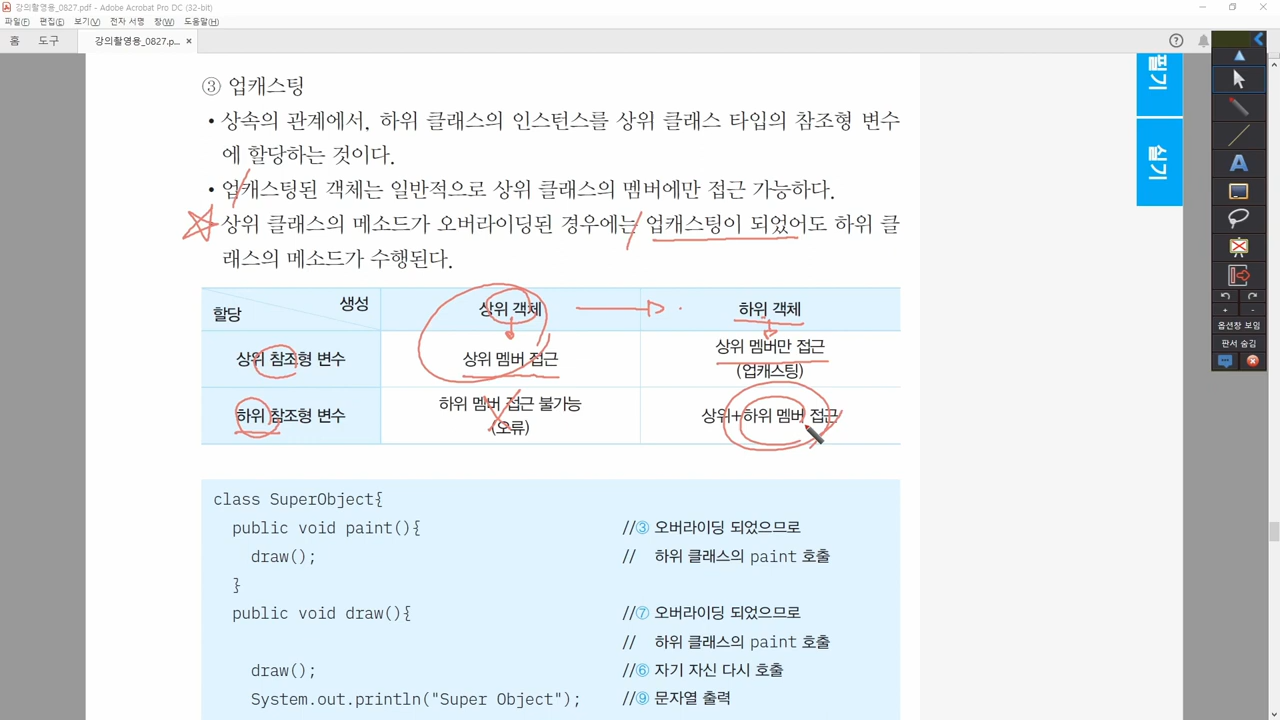 강의촬영용_0827.pdf - Adobe Acrobat Pro DC (32-bit)
파일(F) 편집(E) 보기(V) 전자 서명 창(W) 도움말(H)
홈 도구 강의촬영용_0827.p... ×
필기
실기
③ 업캐스팅
• 상속의 관계에서, 하위 클래스의 인스턴스를 상위 클래스 타입의 참조형 변수
에 할당하는 것이다.
• 업캐스팅된 객체는 일반적으로 상위 클래스의 멤버에만 접근 가능하다.
상위 클래스의 메소드가 오버라이딩된 경우에는 업캐스팅이 되었어도 하위 클
래스의 메소드가 수행된다.
할당 생성 상위 객체 하위 객체
상위 참조형 변수 상위 멤버 접근 상위 멤버만 접근
(업캐스팅)
하위 참조형 변수 하위 멤버 접근 불가능 상위+하위 멤버 접근
(오류)
class SuperObject{
public void paint(){ //③ 오버라이딩 되었으므로
draw(); // 하위 클래스의 paint 호출
}
public void draw(){ //⑦ 오버라이딩 되었으므로
// 하위 클래스의 paint 호출
draw(); //⑥ 자기 자신 다시 호출
System.out.println("Super Object"); //⑨ 문자열 출력
A
옵션창 보임
판서 숨김